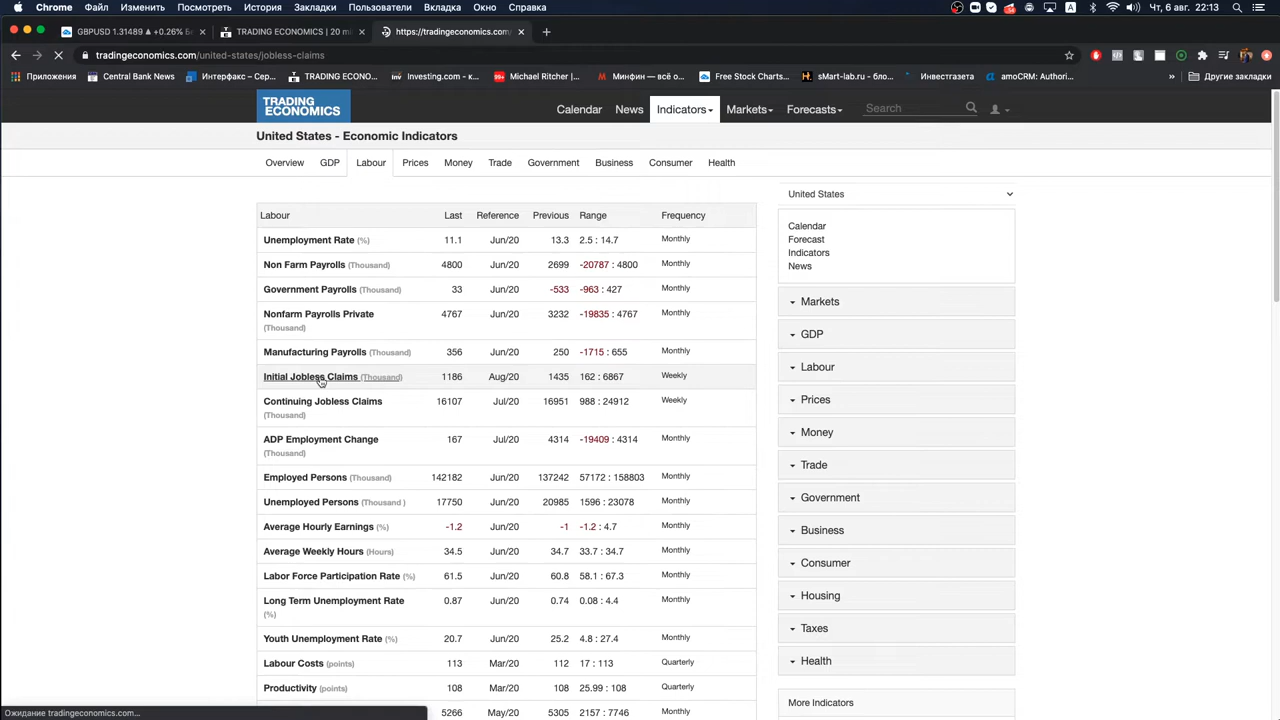 Chrome Файл Изменить Посмотреть История Закладки Пользователи Вкладка Окно Справка Чт, 6 авг. 22:13
GBPUSD 1.31489 ▲ +0.26% Бе TRADING ECONOMICS | 20 mi https://tradingeconomics.com/
tradingeconomics.com/united-states/jobless-claims
Приложения Central Bank News Интерфакс – Сер... TRADING ECONO... Investing.com - к... Michael Ritcher |... Минфин — всё о... Free Stock Charts... sMart-lab.ru - бло... Инвестгазета amoCRM: Authori... Другие закладки
TRADING ECONOMICS
Calendar News Indicators Markets Forecasts Search
United States - Economic Indicators
Overview GDP Labour Prices Money Trade Government Business Consumer Health
Labour Last Reference Previous Range Frequency
Unemployment Rate (%) 11.1 Jun/20 13.3 2.5 : 14.7 Monthly
Non Farm Payrolls (Thousand) 4800 Jun/20 2699 -20787 : 4800 Monthly
Government Payrolls (Thousand) 33 Jun/20 -533 -963 : 427 Monthly
Nonfarm Payrolls Private (Thousand) 4767 Jun/20 3232 -19835 : 4767 Monthly
Manufacturing Payrolls (Thousand) 356 Jun/20 250 -1715 : 655 Monthly
Initial Jobless Claims (Thousand) 1186 Aug/20 1435 162 : 6867 Weekly
Continuing Jobless Claims (Thousand) 16107 Jul/20 16951 988 : 24912 Weekly
ADP Employment Change (Thousand) 167 Jul/20 4314 -19409 : 4314 Monthly
Employed Persons (Thousand) 142182 Jun/20 137242 57172 : 158803 Monthly
Unemployed Persons (Thousand ) 17750 Jun/20 20985 1596 : 23078 Monthly
Average Hourly Earnings (%) -1.2 Jun/20 -1 -1.2 : 4.7 Monthly
Average Weekly Hours (Hours) 34.5 Jun/20 34.7 33.7 : 34.7 Monthly
Labor Force Participation Rate (%) 61.5 Jun/20 60.8 58.1 : 67.3 Monthly
Long Term Unemployment Rate (%) 0.87 Jun/20 0.74 0.08 : 4.4 Monthly
Youth Unemployment Rate (%) 20.7 Jun/20 25.2 4.8 : 27.4 Monthly
Labour Costs (points) 113 Mar/20 112 17 : 113 Quarterly
Productivity (points) 108 Mar/20 108 25.99 : 108 Quarterly
5266 May/20 5305 2157 : 7746 Monthly
United States
Calendar
Forecast
Indicators
News
Markets
GDP
Labour
Prices
Money
Trade
Government
Business
Consumer
Housing
Taxes
Health
More Indicators
Ожидание tradingeconomics.com...